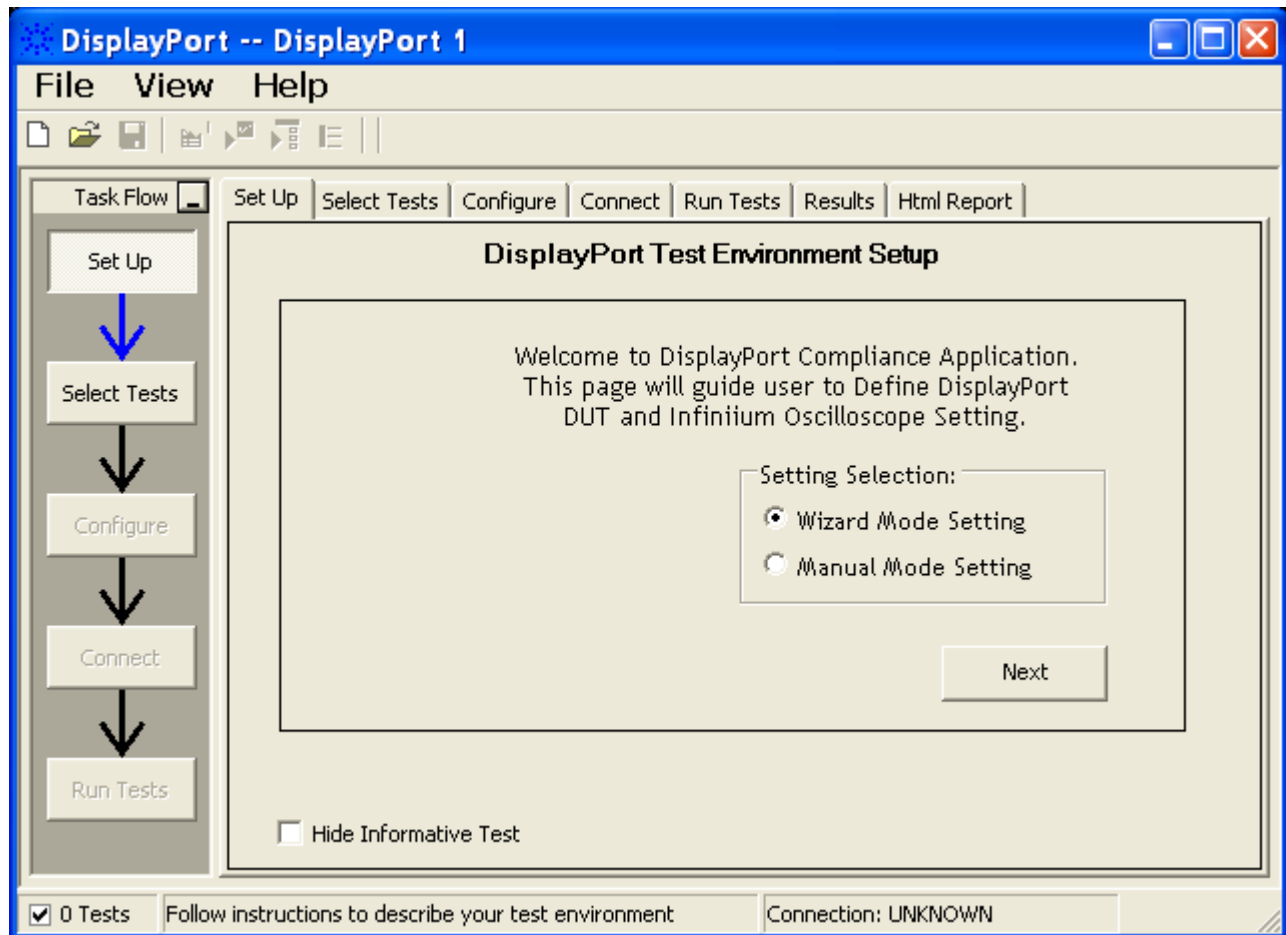 DisplayPort -- DisplayPort 1
File View Help
Task Flow
Set Up Select Tests Configure Connect Run Tests Results Html Report
Set Up
Select Tests
Configure
Connect
Run Tests
DisplayPort Test Environment Setup
Welcome to DisplayPort Compliance Application.
This page will guide user to Define DisplayPort
DUT and Infiniium Oscilloscope Setting.
Setting Selection:
Wizard Mode Setting
Manual Mode Setting
Next
Hide Informative Test
0 Tests Follow instructions to describe your test environment Connection: UNKNOWN